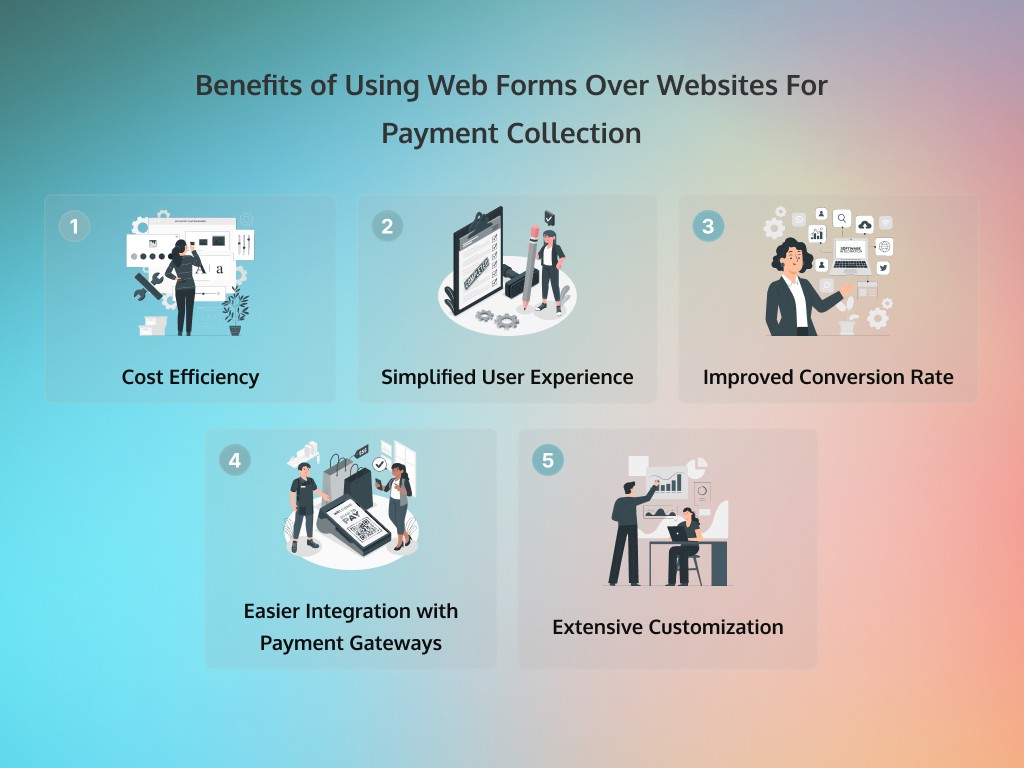 Benefits of Using Web Forms Over Websites For
Payment Collection
1
A a
Cost Efficiency
2
COMPLETED
Simplified User Experience
3
SOFTWARE
Improved Conversion Rate
4
PAY
Easier Integration with
Payment Gateways
5
Extensive Customization